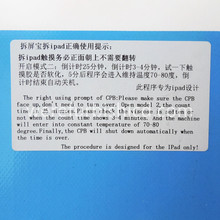 拆屏宝拆ipad正确使用提示:
拆ipad触摸务必正面朝上不需要翻转
开启模式二,倒计时25分钟,倒计时3-4分钟,试一下触
摸胶是否软化,5分后程序会进入维持温度70-80度,倒
时结束自动关机。
此程序专为ipad设计
The right using prompt of CPB:Please make sure the CPB
face up,don't need to turn over. Open model 2,the count
time is
when the count time shows 3-4 minutes. And the machine
will enter into constant temperature of 70-80
degree.Finally, the CPB will shut down automatically when
the time is over.
The procedure is designed for the IPad only!